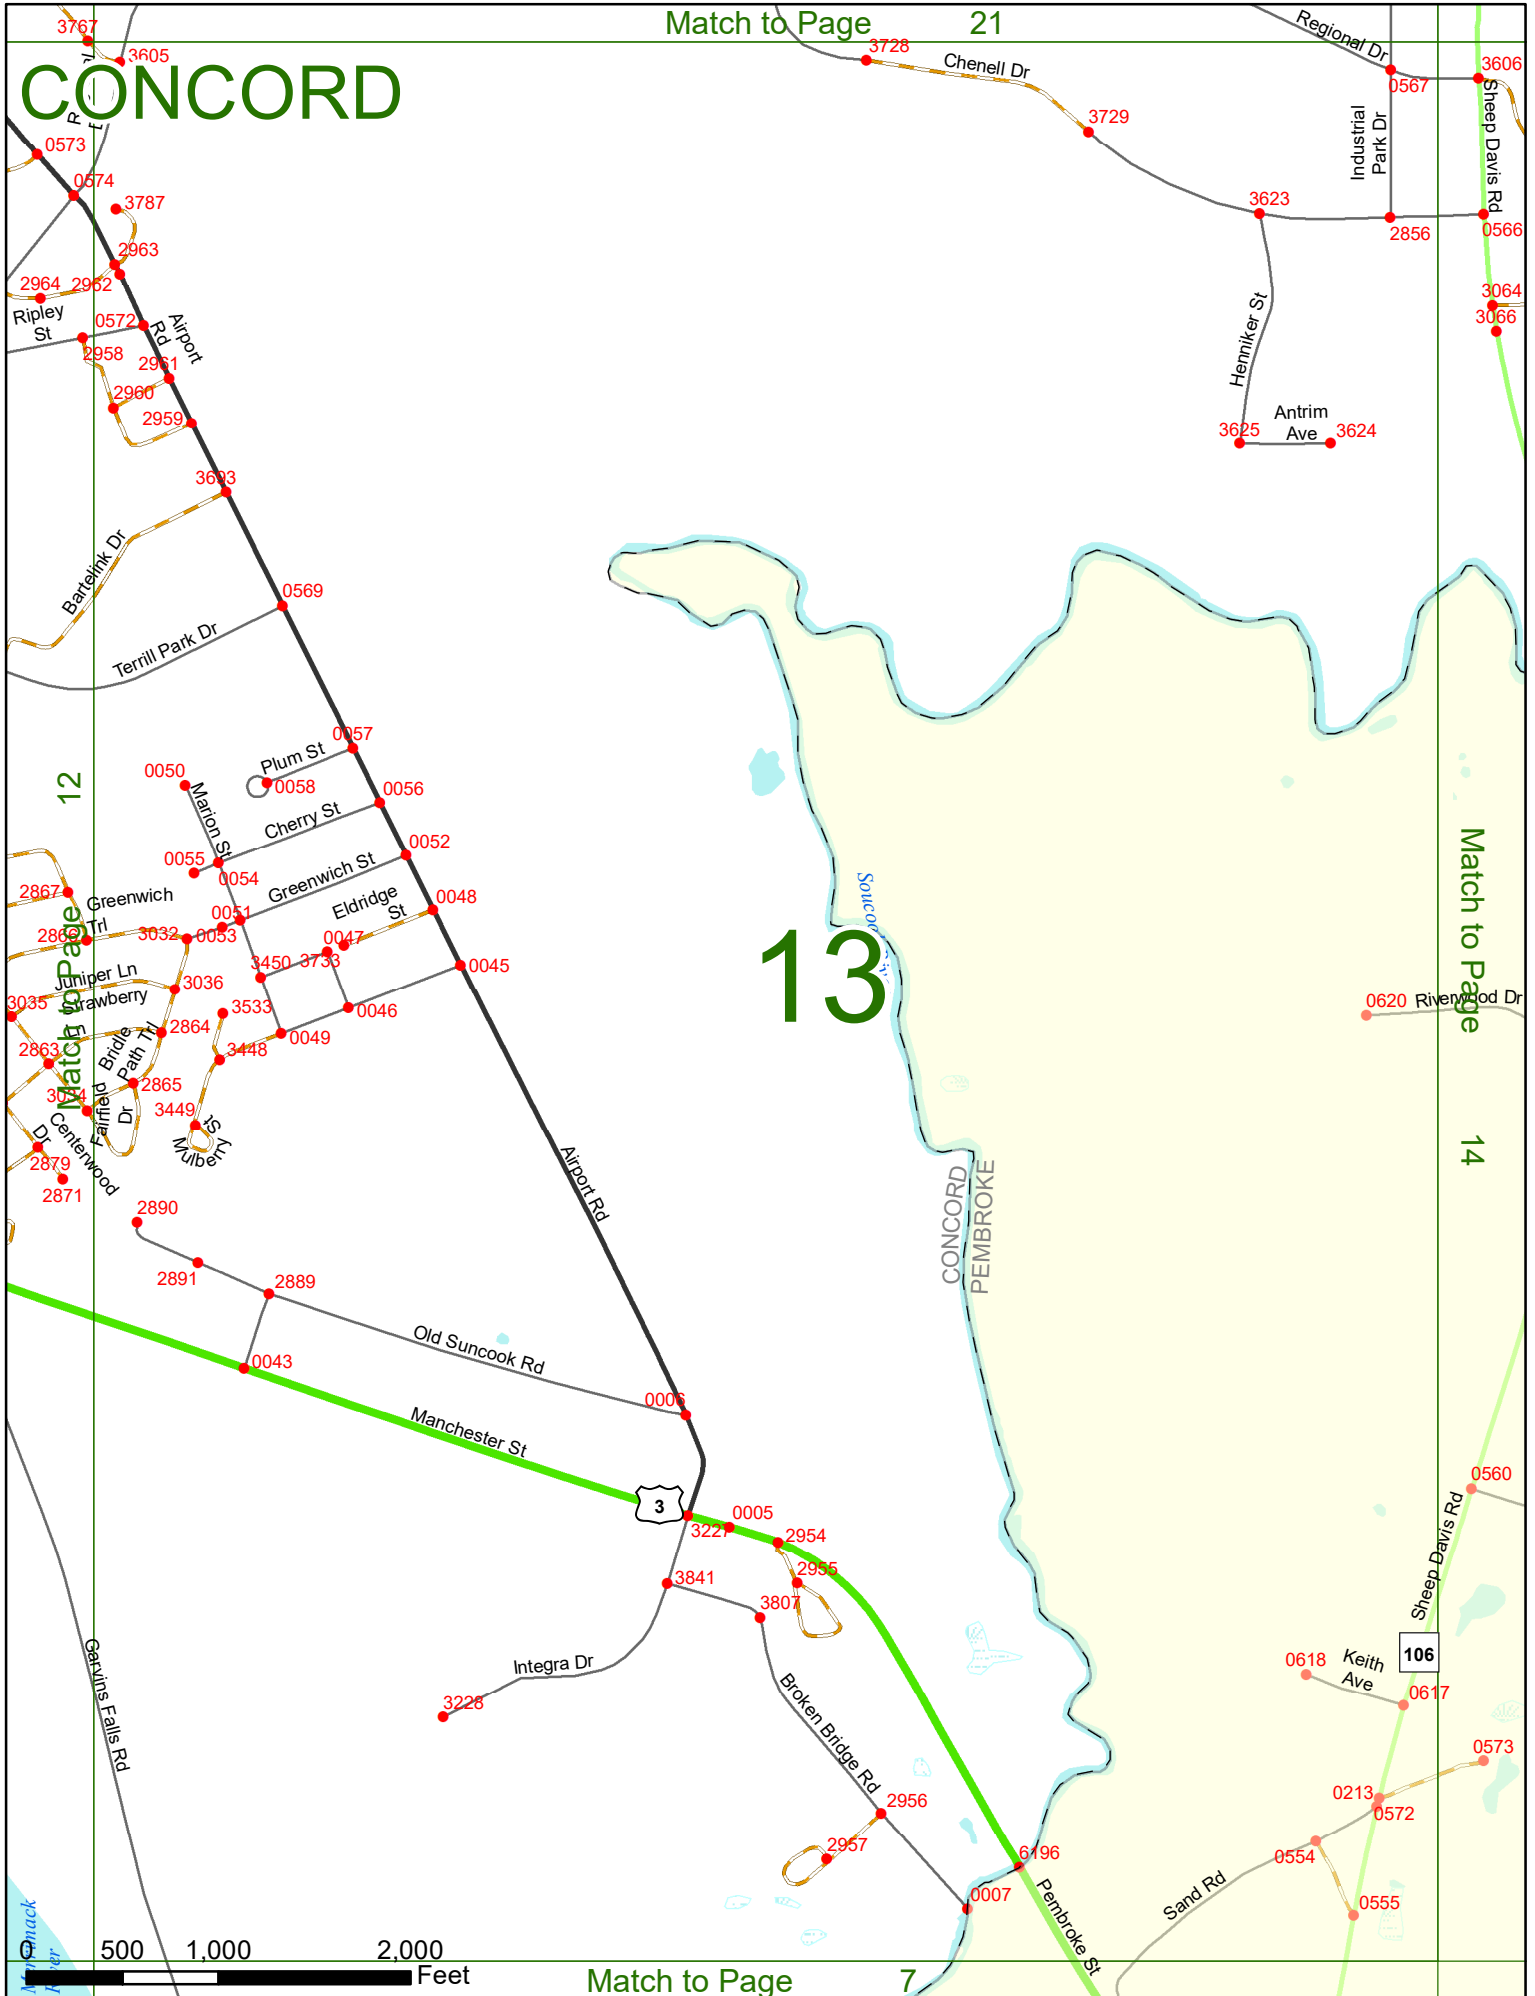 Match to Page 21
CONCORD
3767
3605
3728
Chenell Dr
3729
Regional Dr
0567
3606
Industrial
Park Dr
Sheep Davis Rd
3623
2856
0566
3064
3066
Henniker St
Antrim
Ave
3625
3624
0573
0574
3787
2963
2964
2962
Ripley
St
0572
Airport
Rd
2958
2961
2960
2959
3693
Bartelink Dr
0569
Terrill Park Dr
0057
Plum St
0050
0058
Marion St
0056
Cherry St
0052
0055
0054
Greenwich St
2867
Greenwich
Trl
0051
Eldridge
St
0048
2866
3032
0053
0047
3733
3450
0045
Juniper Ln
3036
Strawberry
Ln
3035
3533
0046
2864
0049
Bridle
Path Trl
2863
3448
2865
3034
Fairfield
Dr
3449
Mulberry
St
Centerwood
Dr
2879
2871
12
Match to Page
13
Match to Page
14
0620
Riverwood Dr
CONCORD
PEMBROKE
Airport Rd
2890
2891
2889
0043
Old Suncook Rd
0006
Manchester St
3
3227
0005
2954
2955
3841
3807
Integra Dr
3228
Garvins Falls Rd
Broken Bridge Rd
2956
2957
6196
0007
Pembroke St
0560
Sheep Davis Rd
106
0618
Keith
Ave
0617
0573
0213
0572
0554
0555
Sand Rd
Merrimack
River
0 500 1,000 2,000
Feet
Match to Page 7